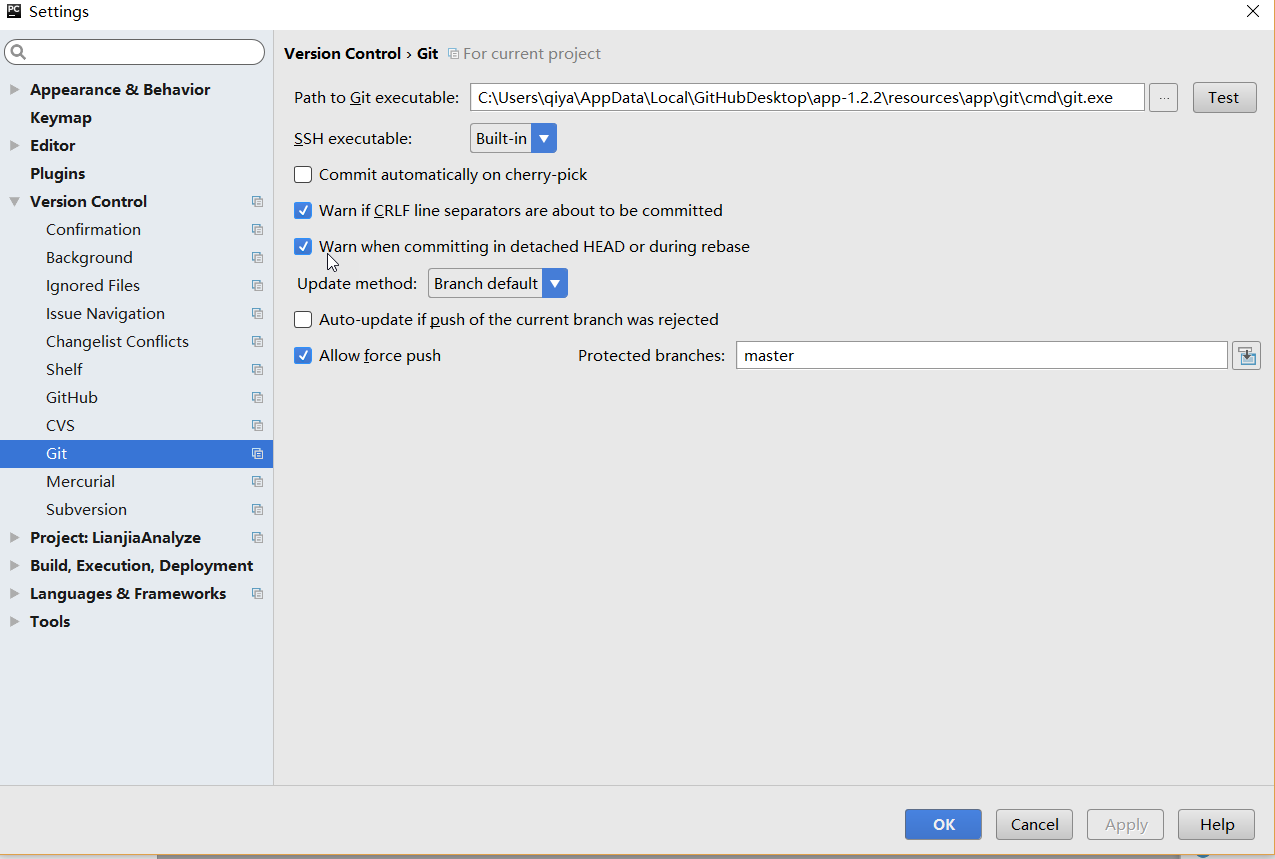 PC Settings
Version Control › Git For current project
Appearance & Behavior
Keymap
Editor
Plugins
Version Control
Confirmation
Background
Ignored Files
Issue Navigation
Changelist Conflicts
Shelf
GitHub
CVS
Git
Mercurial
Subversion
Project: LianjiaAnalyze
Build, Execution, Deployment
Languages & Frameworks
Tools
Path to Git executable: C:\Users\qiya\AppData\Local\GitHubDesktop\app-1.2.2\resources\app\git\cmd\git.exe ... Test
SSH executable: Built-in
Commit automatically on cherry-pick
Warn if CRLF line separators are about to be committed
Warn when committing in detached HEAD or during rebase
Update method: Branch default
Auto-update if push of the current branch was rejected
Allow force push Protected branches: master
OK Cancel Apply Help